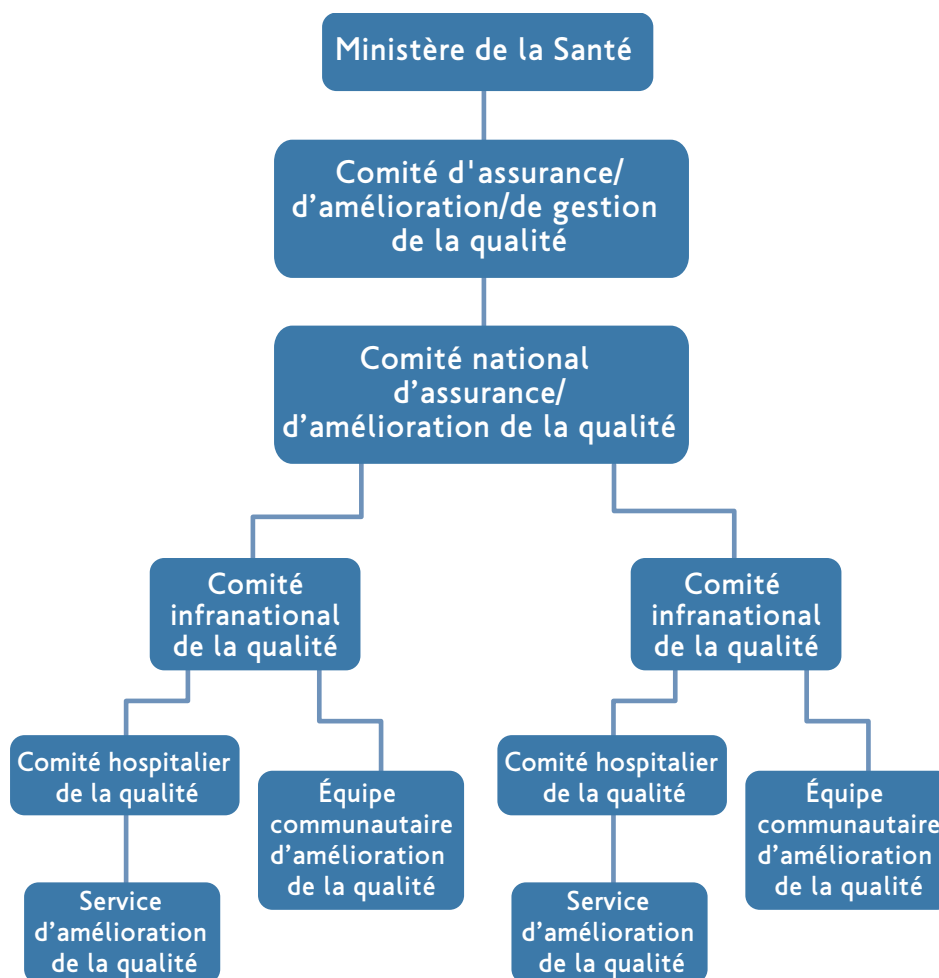 Ministère de la Santé
Comité d'assurance/
d’amélioration/de gestion
de la qualité
Comité national
d’assurance/
d’amélioration de la qualité
Comité
infranational
de la qualité
Comité
infranational
de la qualité
Comité hospitalier
de la qualité
Équipe
communautaire
d’amélioration
de la qualité
Comité hospitalier
de la qualité
Équipe
communautaire
d’amélioration
de la qualité
Service
d’amélioration
de la qualité
Service
d’amélioration
de la qualité